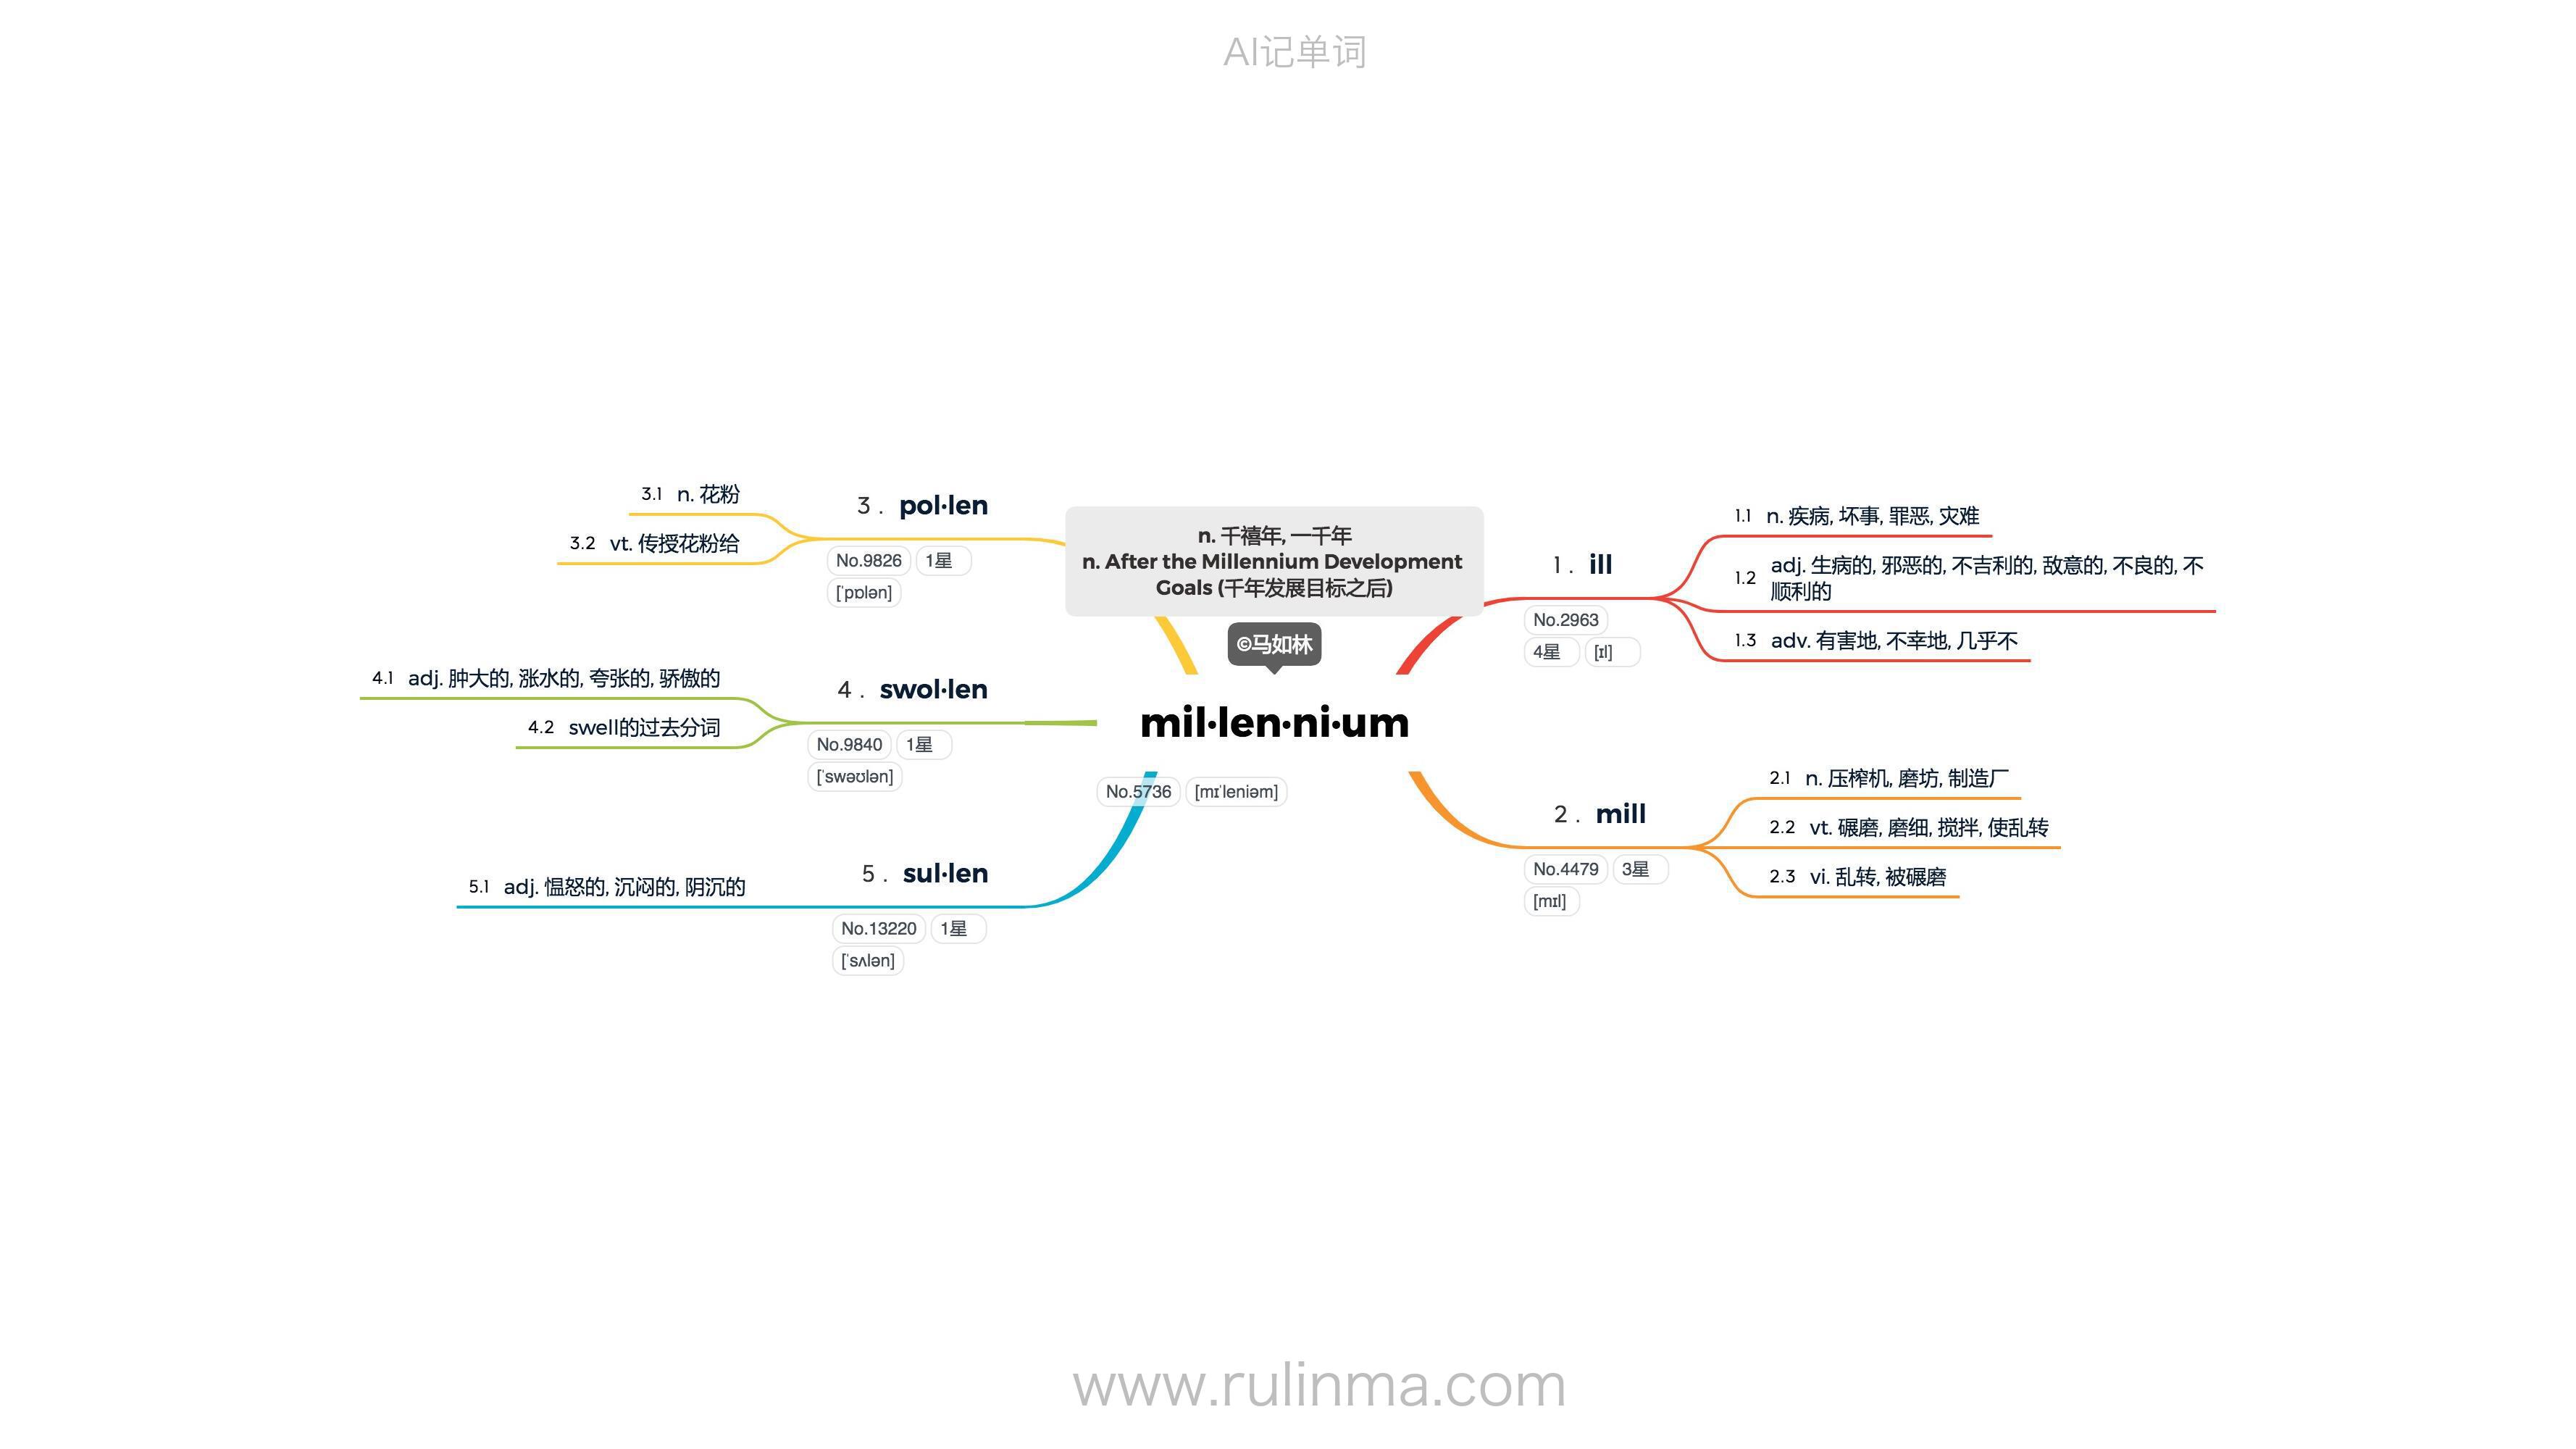 AI记单词
n. 千禧年, 一千年
n. After the Millennium Development
Goals (千年发展目标之后)
©马如林
mil·len·ni·um
No.5736 [mɪˈleniəm]
1 . ill
No.2963
4星 [ɪl]
1.1 n. 疾病, 坏事, 罪恶, 灾难
1.2 adj. 生病的, 邪恶的, 不吉利的, 敌意的, 不良的, 不
顺利的
1.3 adv. 有害地, 不幸地, 几乎不
2 . mill
No.4479 3星
[mɪl]
2.1 n. 压榨机, 磨坊, 制造厂
2.2 vt. 碾磨, 磨细, 搅拌, 使乱转
2.3 vi. 乱转, 被碾磨
3 . pol·len
No.9826 1星
[ˈpɒlən]
3.1 n. 花粉
3.2 vt. 传授花粉给
4 . swol·len
No.9840 1星
[ˈswəʊlən]
4.1 adj. 肿大的, 涨水的, 夸张的, 骄傲的
4.2 swell的过去分词
5 . sul·len
No.13220 1星
[ˈsʌlən]
5.1 adj. 愠怒的, 沉闷的, 阴沉的
www.rulinma.com